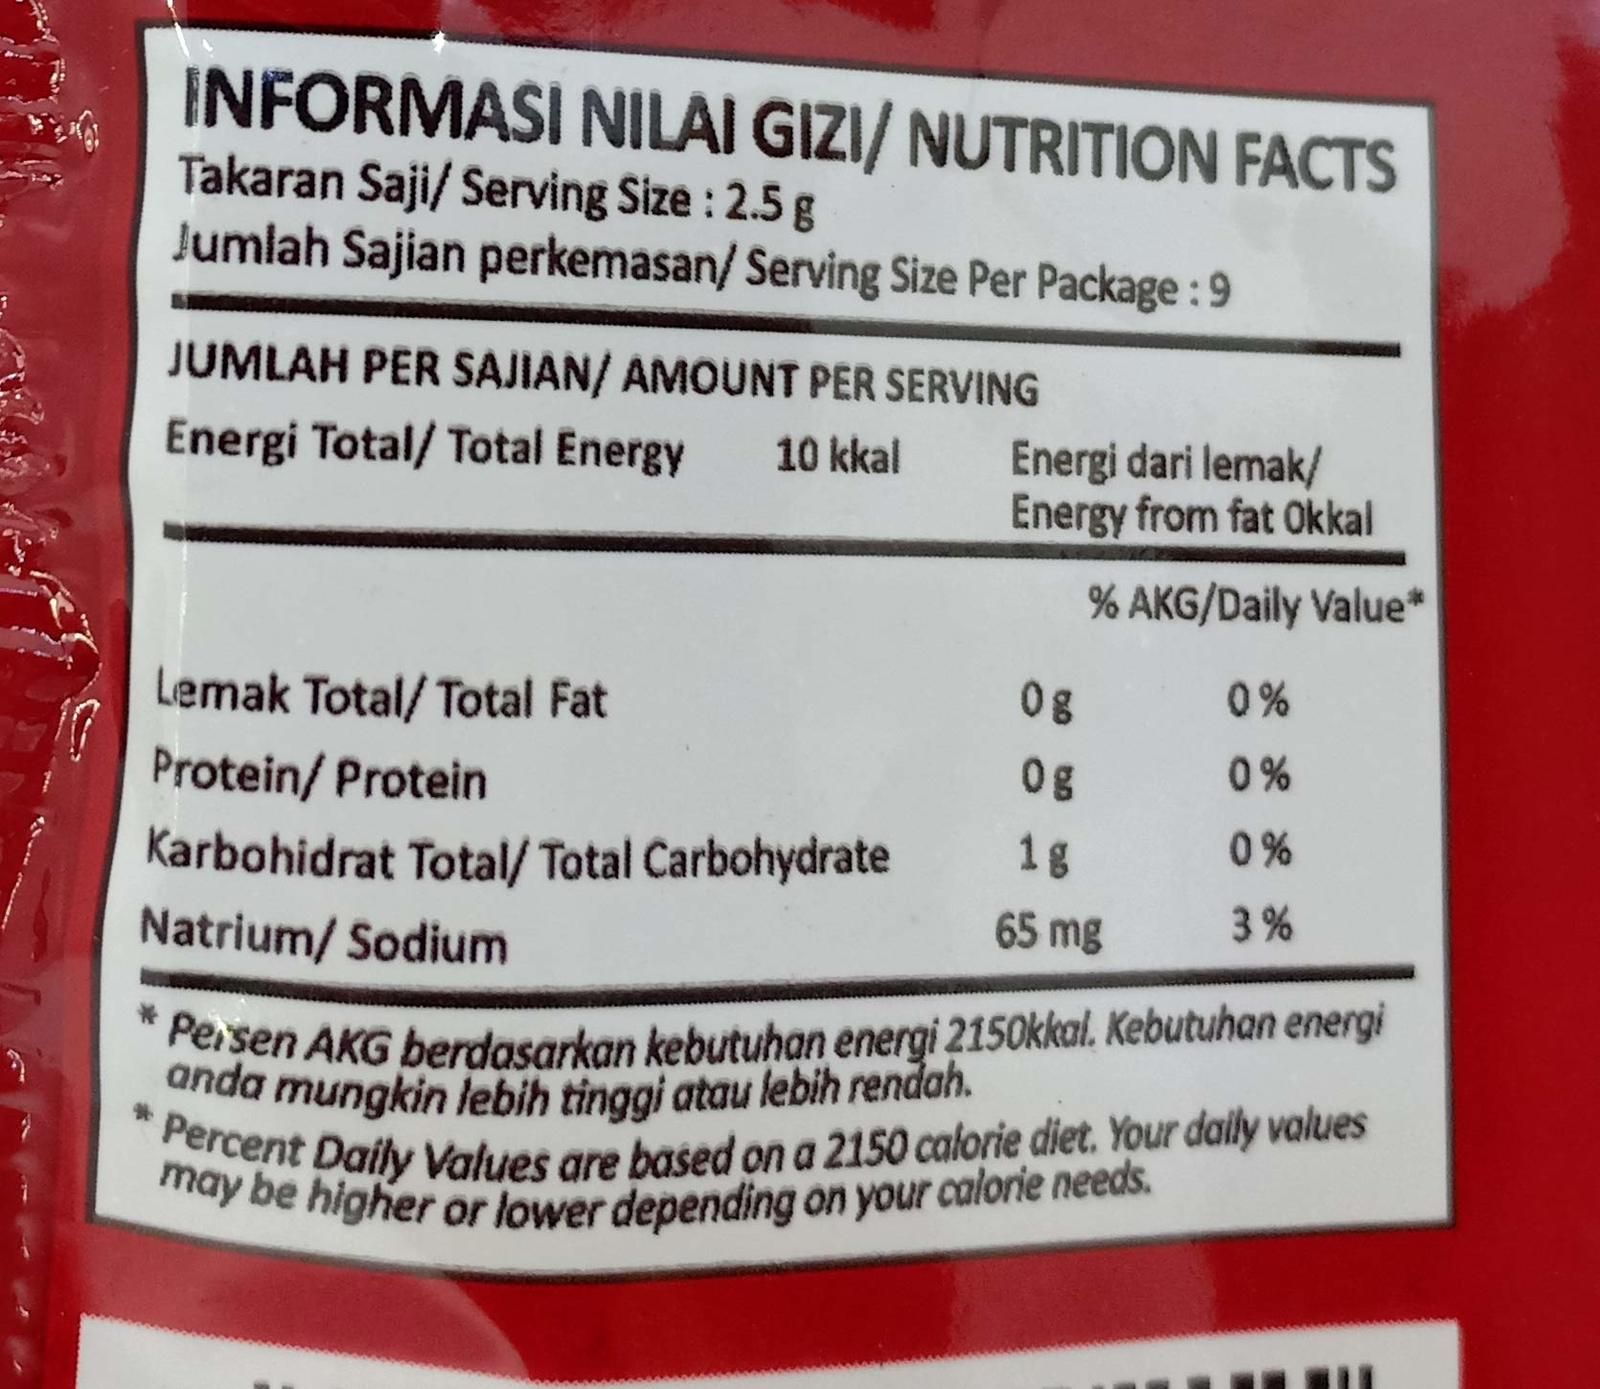 INFORMASI NILAI GIZI/ NUTRITION FACTS
Takaran Saji/ Serving Size : 2.5 g
Jumlah Sajian perkemasan/ Serving Size Per Package : 9
JUMLAH PER SAJIAN/ AMOUNT PER SERVING
Energi Total/ Total Energy 10 kkal Energi dari lemak/
Energy from fat 0kkal
% AKG/Daily Value*
Lemak Total/ Total Fat 0 g 0 %
Protein/ Protein 0 g 0 %
Karbohidrat Total/ Total Carbohydrate 1 g 0 %
Natrium/ Sodium 65 mg 3 %
* Persen AKG berdasarkan kebutuhan energi 2150kkal. Kebutuhan energi
anda mungkin lebih tinggi atau lebih rendah.
* Percent Daily Values are based on a 2150 calorie diet. Your daily values
may be higher or lower depending on your calorie needs.